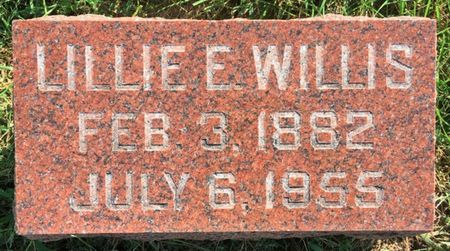 LILLIE E. WILLIS
FEB. 3, 1882
JULY 6, 1955